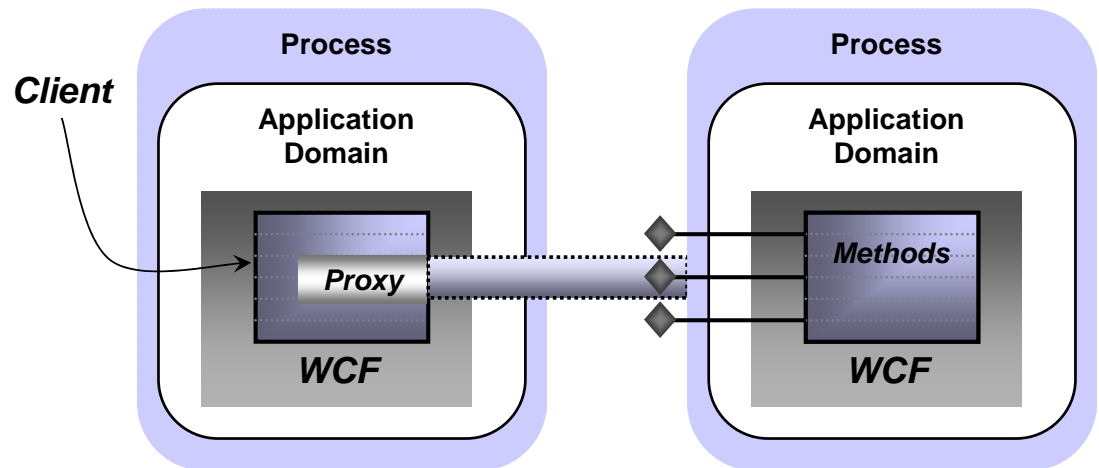 Process
Process
Client
Application
Domain
Application
Domain
Proxy
Methods
WCF
WCF